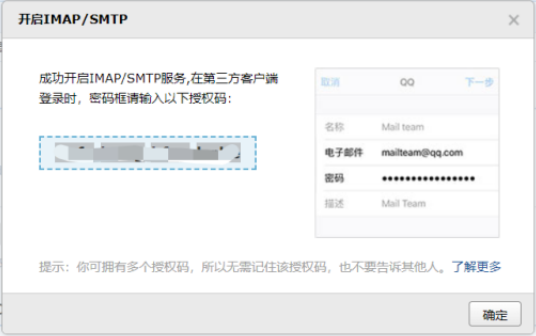 开启IMAP/SMTP
成功开启IMAP/SMTP服务,在第三方客户端
登录时，密码框请输入以下授权码：
取消 QQ 下一步
名称 Mail team
电子邮件 mailteam@qq.com
密码 ●●●●●●●●●●●●●●●●
描述 Mail Team
提示：你可拥有多个授权码，所以无需记住该授权码，也不要告诉其他人。了解更多
确定